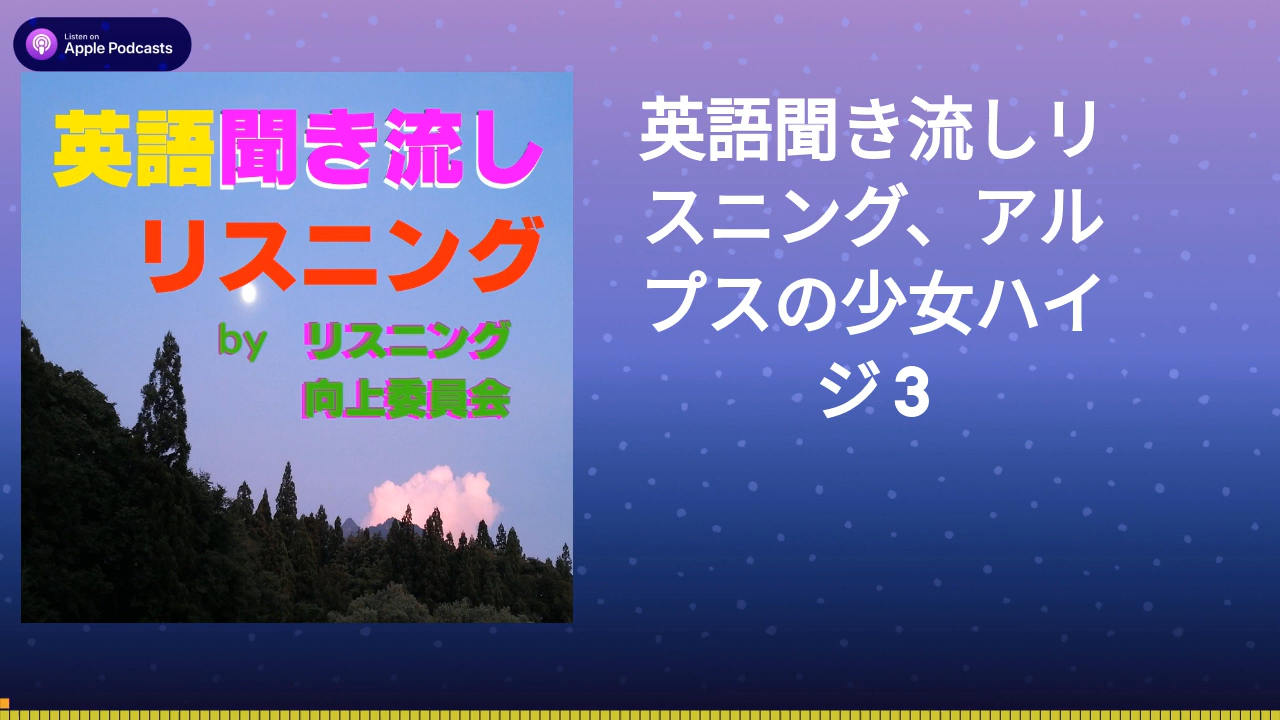 Listen on
Apple Podcasts
英語聞き流し
リスニング
by リスニング
向上委員会
英語聞き流しリ
スニング、アル
プスの少女ハイ
ジ 3